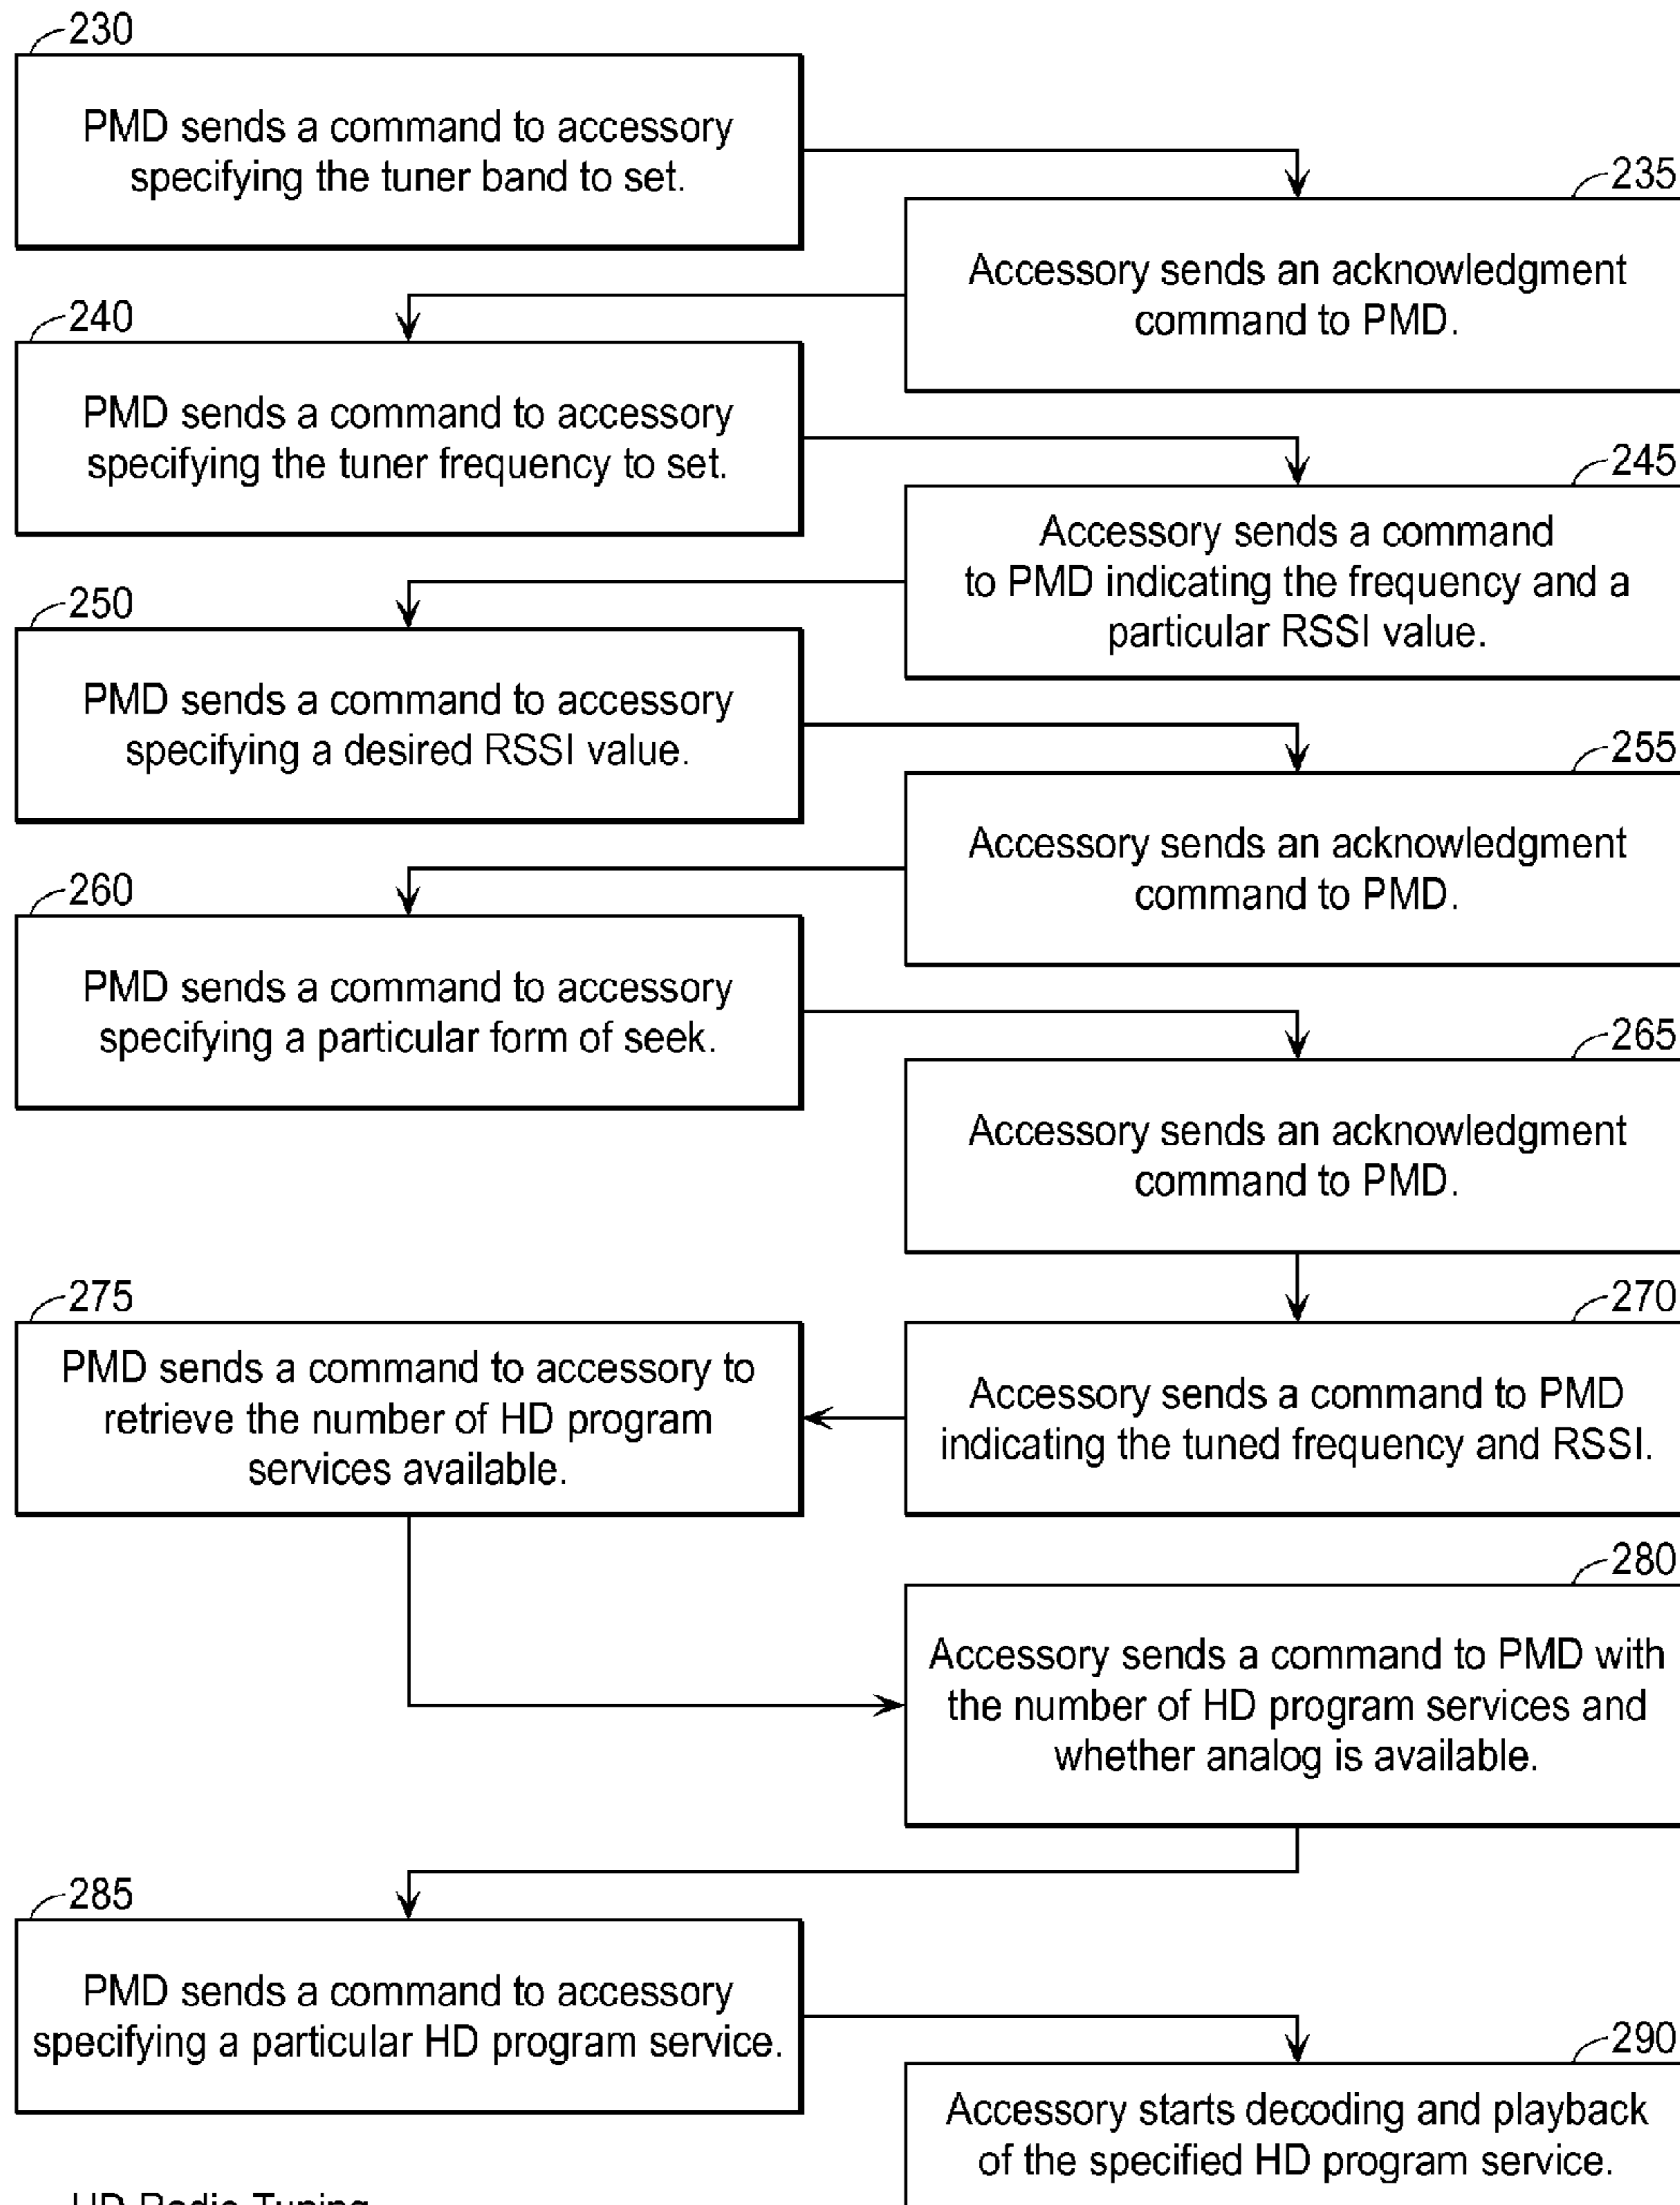 230
PMD sends a command to accessory
specifying the tuner band to set.
235
Accessory sends an acknowledgment
command to PMD.
240
PMD sends a command to accessory
specifying the tuner frequency to set.
245
Accessory sends a command
to PMD indicating the frequency and a
particular RSSI value.
250
PMD sends a command to accessory
specifying a desired RSSI value.
255
Accessory sends an acknowledgment
command to PMD.
260
PMD sends a command to accessory
specifying a particular form of seek.
265
Accessory sends an acknowledgment
command to PMD.
270
Accessory sends a command to PMD
indicating the tuned frequency and RSSI.
275
PMD sends a command to accessory to
retrieve the number of HD program
services available.
280
Accessory sends a command to PMD with
the number of HD program services and
whether analog is available.
285
PMD sends a command to accessory
specifying a particular HD program service.
290
Accessory starts decoding and playback
of the specified HD program service.
HD Radio Tuning